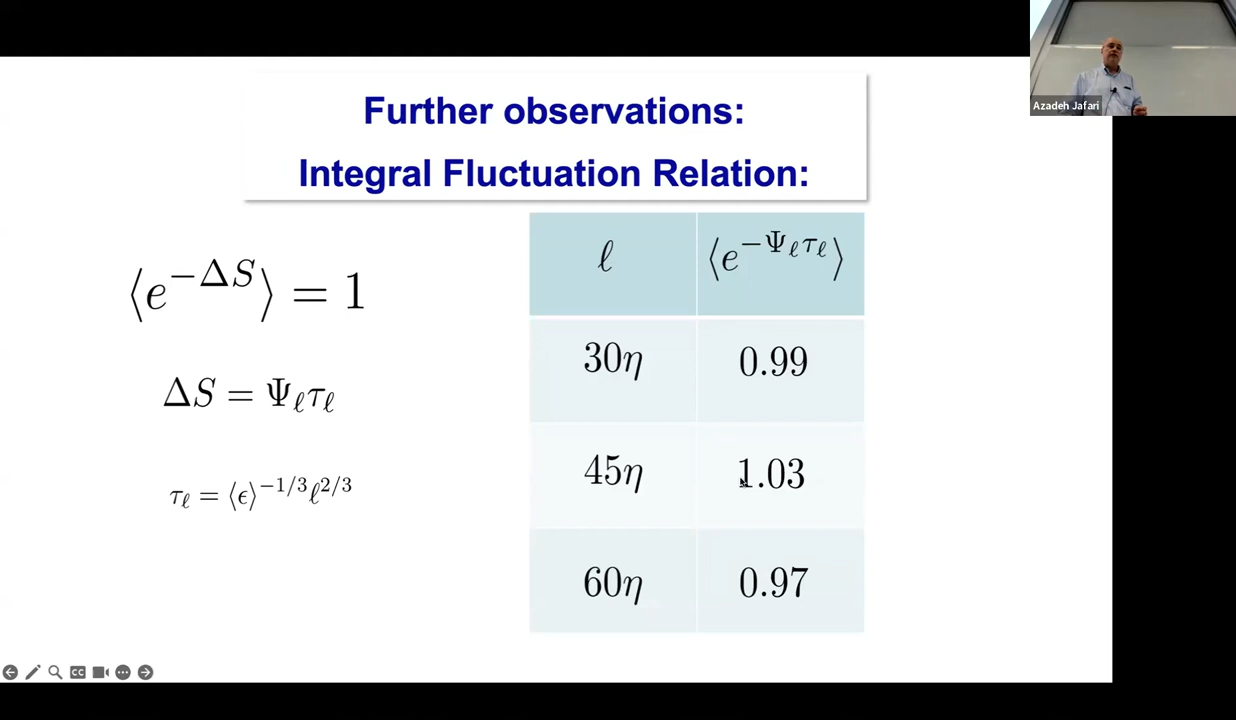 Further observations:
Integral Fluctuation Relation:
⟨e^{−ΔS}⟩ = 1
ΔS = Ψ_ℓ τ_ℓ
τ_ℓ = ⟨ϵ⟩^{−1/3} ℓ^{2/3}
ℓ ⟨e^{−Ψ_ℓ τ_ℓ}⟩
30η 0.99
45η 1.03
60η 0.97
Azadeh Jafari
CC